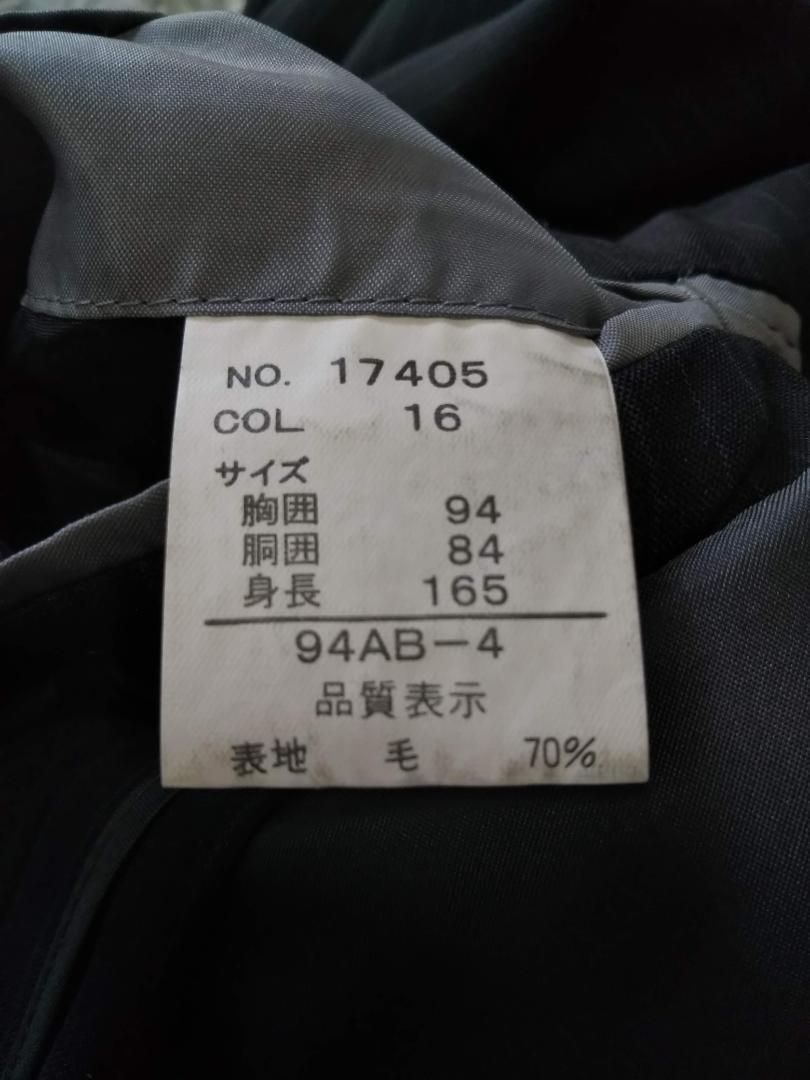 NO. 17405
COL 16
サイズ
胸囲 94
胴囲 84
身長 165
94AB-4
品質表示
表地 毛 70%